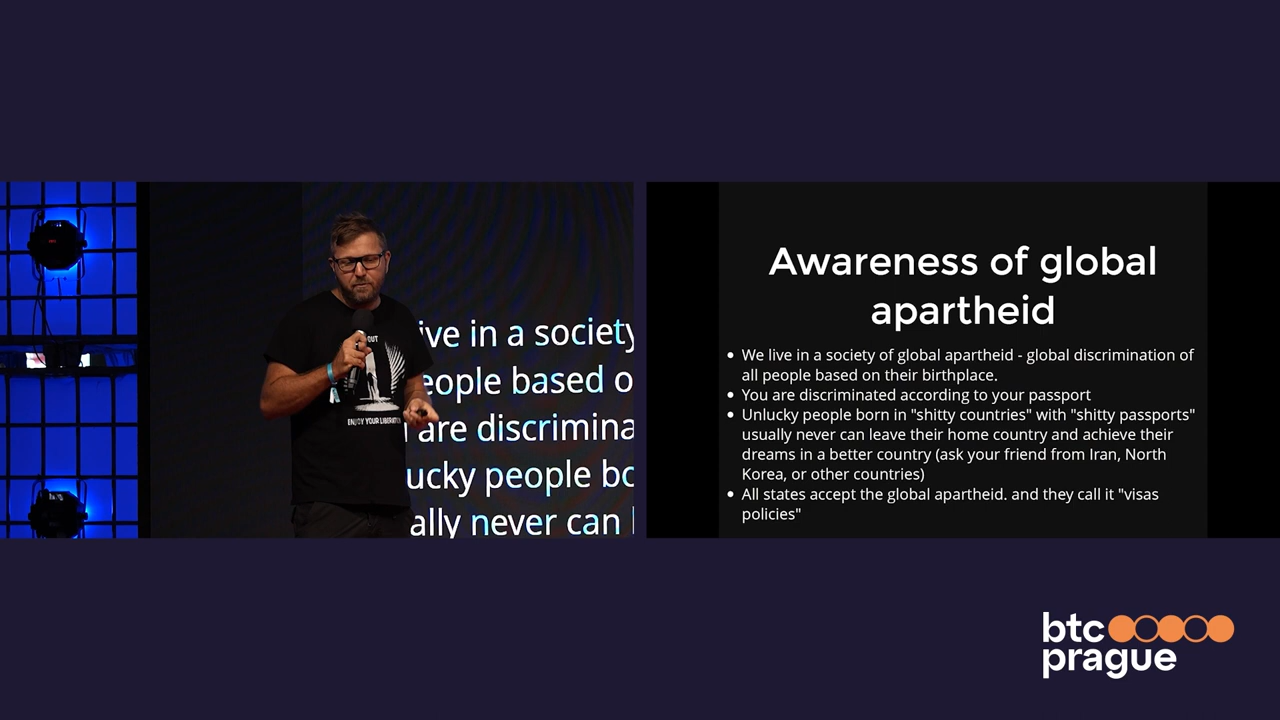 OUT
ENJOY YOUR LIBERATION
ive in a society
eople based o
are discrimina
ucky people bo
ally never can
Awareness of global
apartheid
We live in a society of global apartheid - global discrimination of
all people based on their birthplace.
You are discriminated according to your passport
Unlucky people born in "shitty countries" with "shitty passports"
usually never can leave their home country and achieve their
dreams in a better country (ask your friend from Iran, North
Korea, or other countries)
All states accept the global apartheid. and they call it "visas
policies"
btc
prague